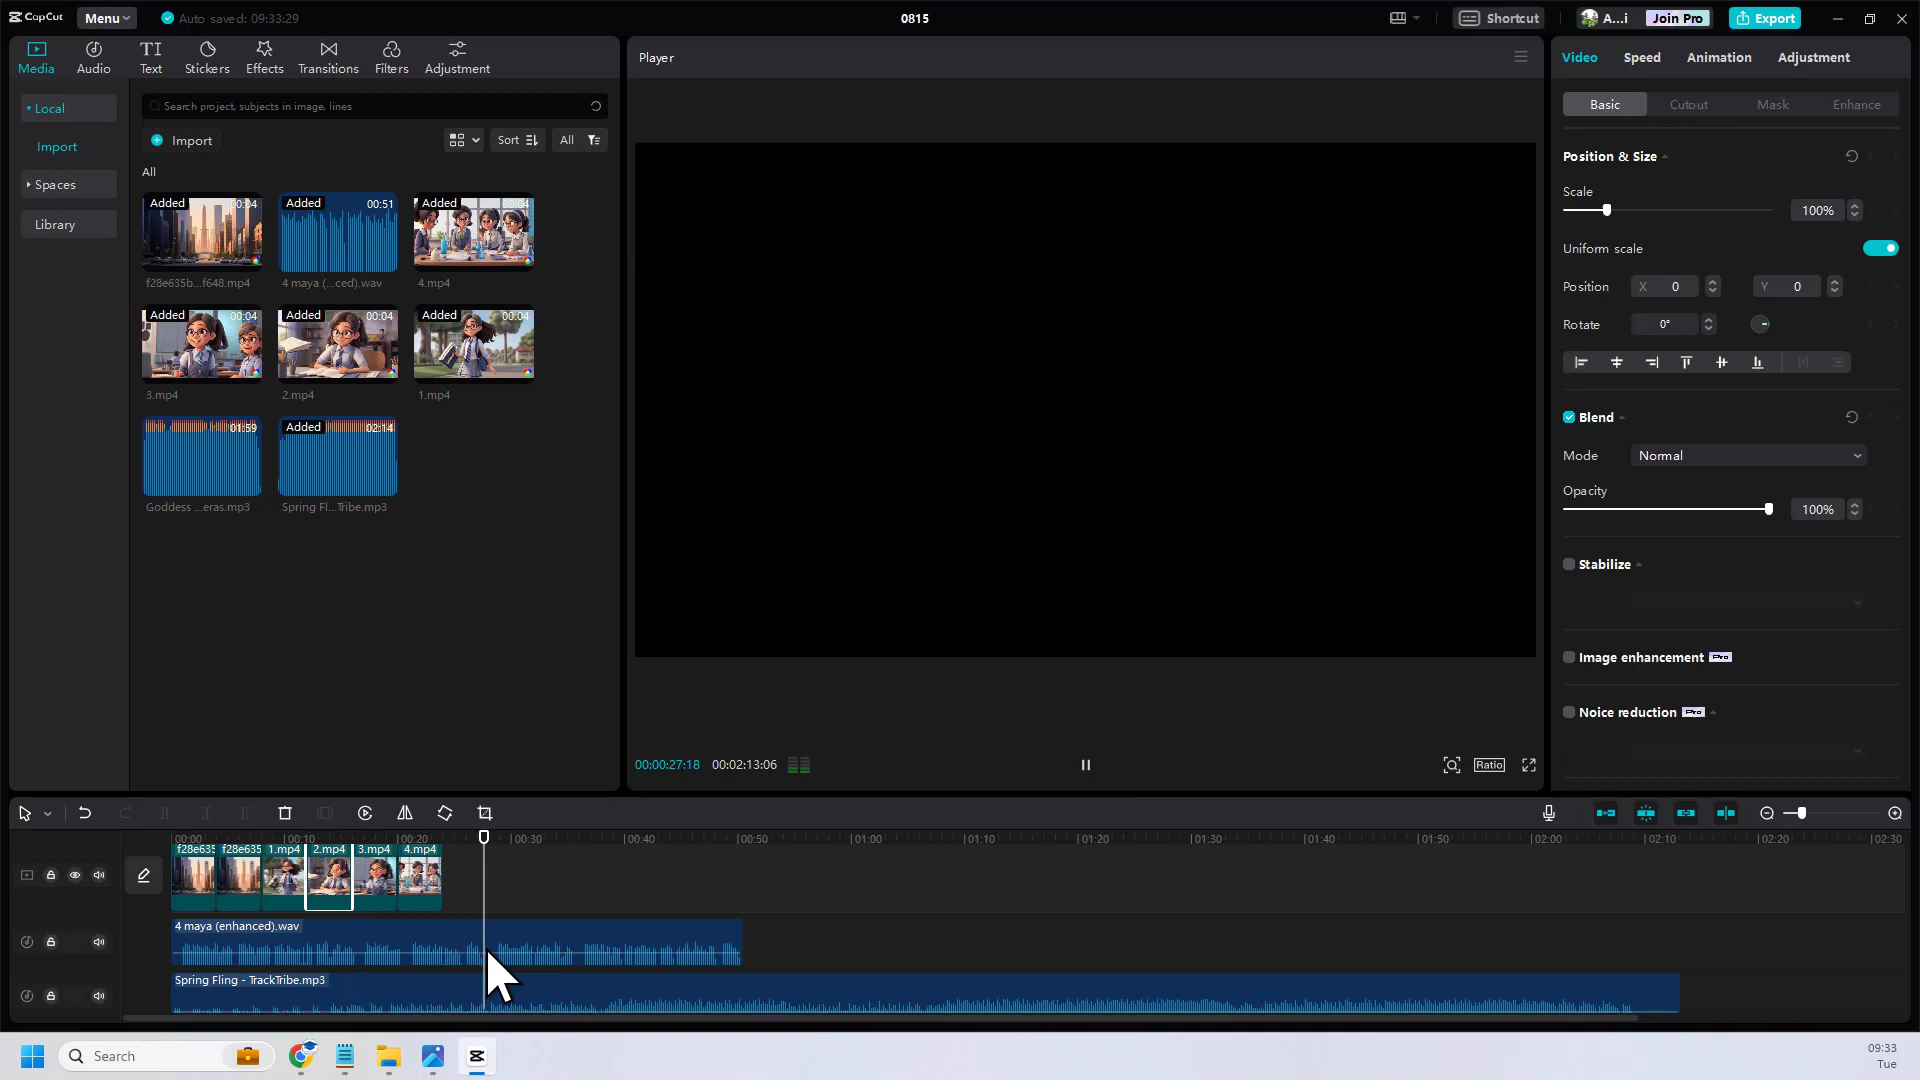 CapCut
Menu
Auto saved: 09:33:29
0815
Shortcut
A...i
Join Pro
Export
Media
Audio
Text
Stickers
Effects
Transitions
Filters
Adjustment
Local
Import
Spaces
Library
Search project, subjects in image, lines
Import
Sort
All
All
Added 00:04
f28e635b...f648.mp4
Added 00:51
4 maya (...ced).wav
Added 00:04
4.mp4
Added 00:04
3.mp4
Added 00:04
2.mp4
Added 00:04
1.mp4
01:59
Goddess ...eras.mp3
Added 02:14
Spring Fl...Tribe.mp3
Player
00:00:27:18
00:02:13:06
Ratio
Video
Speed
Animation
Adjustment
Basic
Cutout
Mask
Enhance
Position & Size
Scale
100%
Uniform scale
Position
X 0
Y 0
Rotate
0°
Blend
Mode
Normal
Opacity
100%
Stabilize
Image enhancement Pro
Noice reduction Pro
00:00
00:10
00:20
00:30
00:40
00:50
01:00
01:10
01:20
01:30
01:40
01:50
02:00
02:10
02:20
02:30
f28e635
f28e635
1.mp4
2.mp4
3.mp4
4.mp4
4 maya (enhanced).wav
Spring Fling - TrackTribe.mp3
Search
09:33
Tue